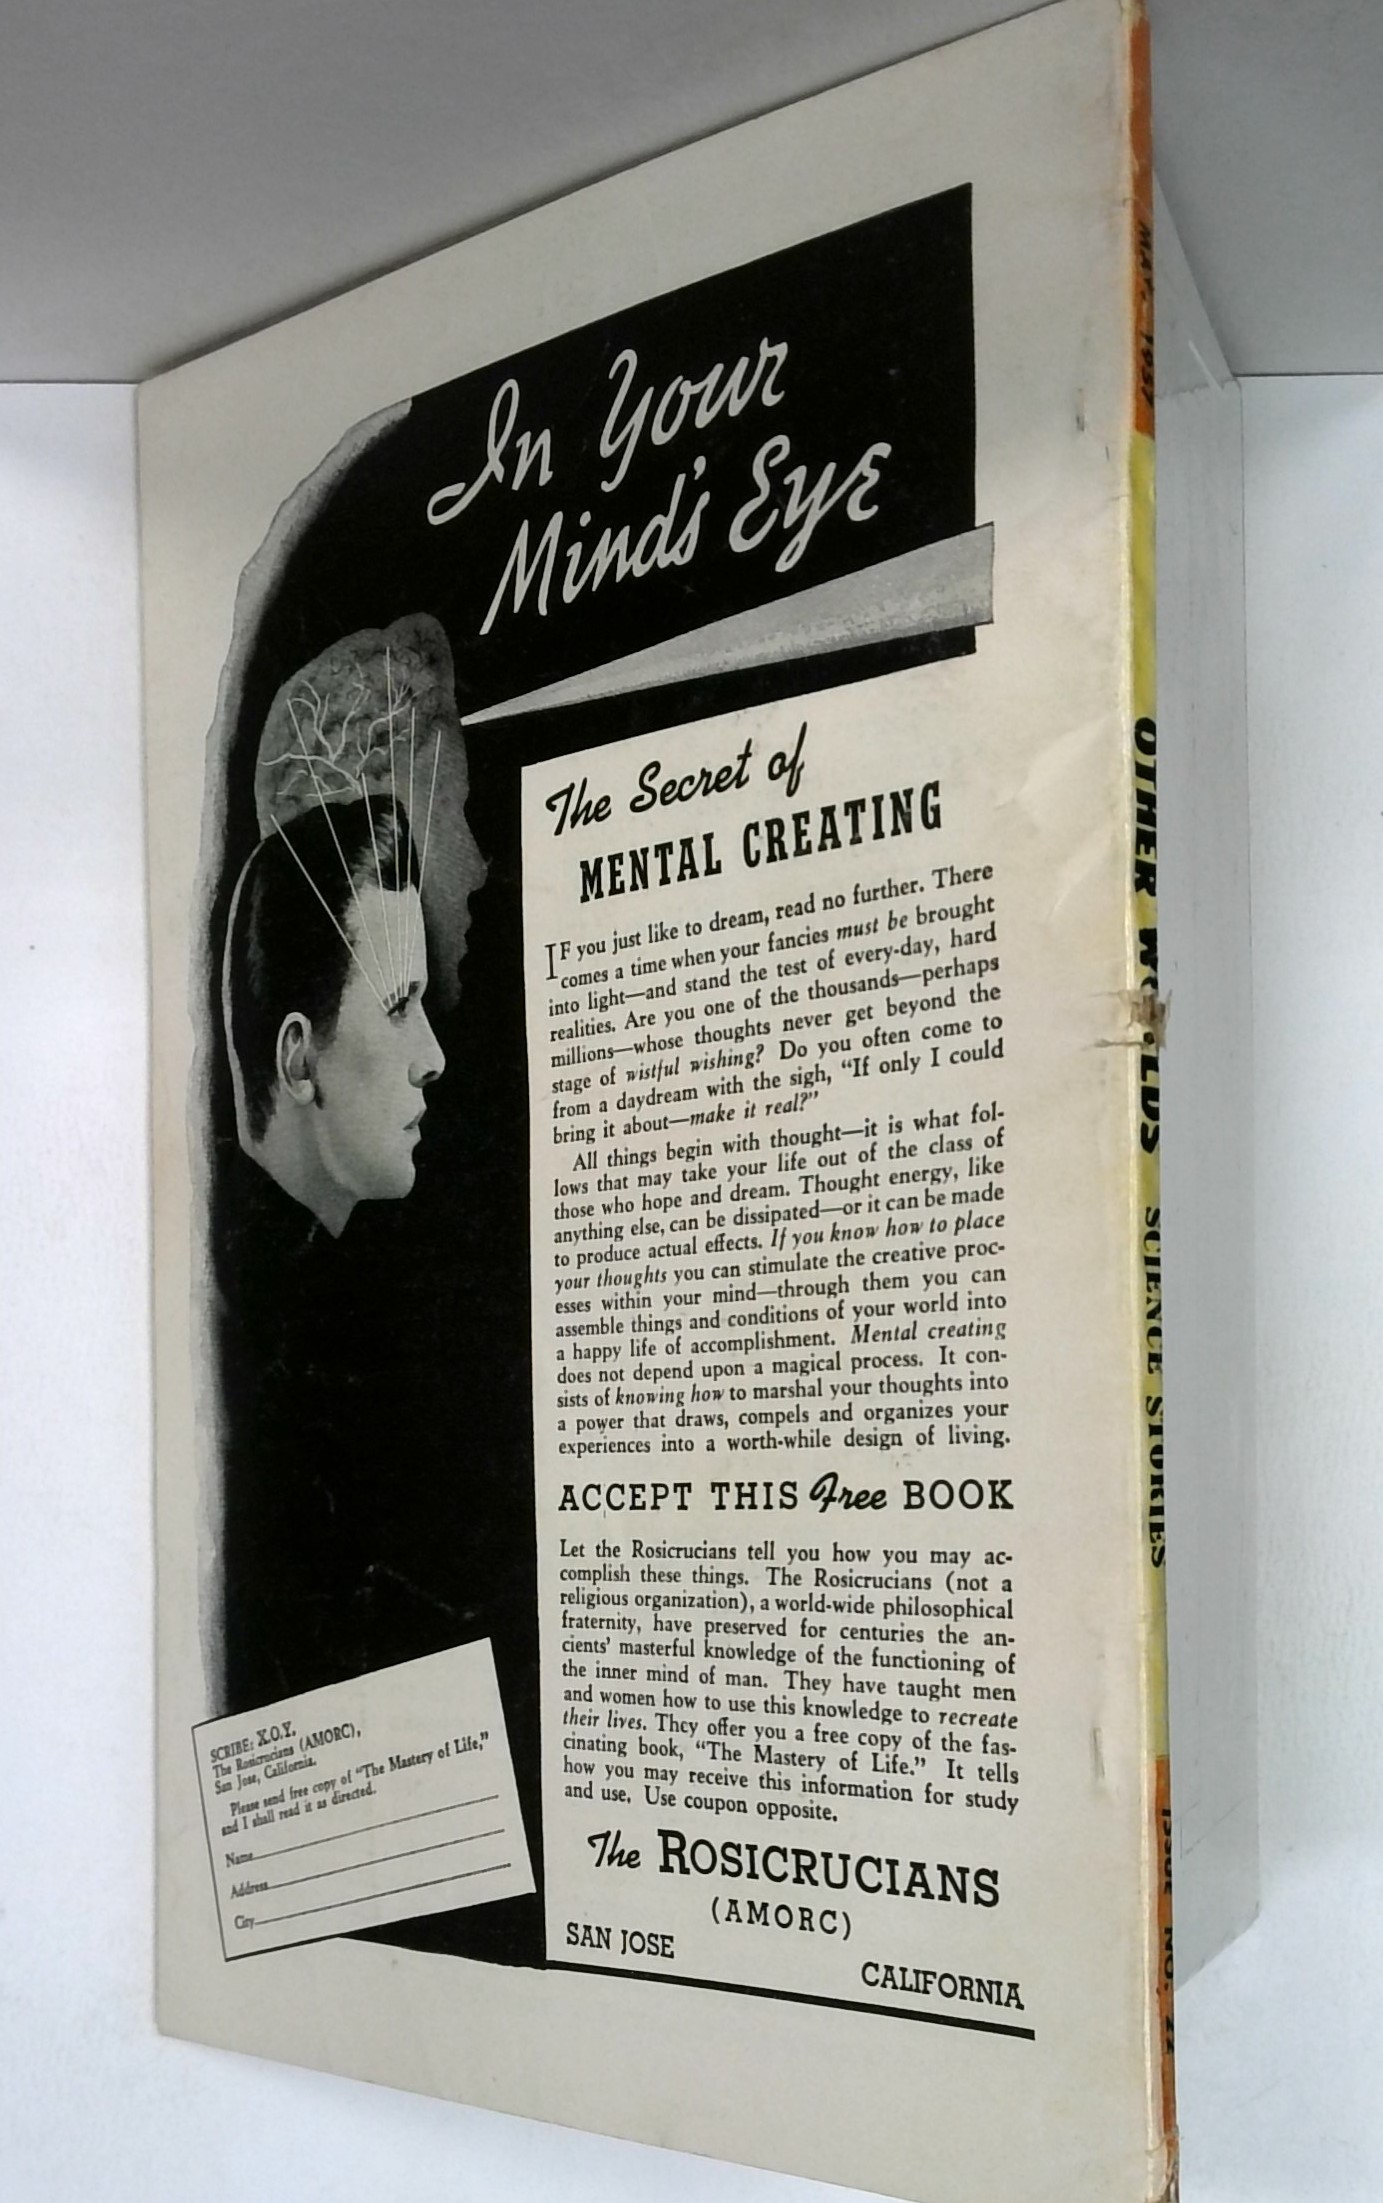 In Your
Mind's Eye
The Secret of
MENTAL CREATING
IF you just like to dream, read no further. There
comes a time when your fancies must be brought
into light—and stand the test of every-day, hard
realities. Are you one of the thousands—perhaps
millions—whose thoughts never get beyond the
stage of wistful wishing? Do you often come to
from a daydream with the sigh, "If only I could
bring it about—make it real?"
All things begin with thought—it is what fol-
lows that may take your life out of the class of
those who hope and dream. Thought energy, like
anything else, can be dissipated—or it can be made
to produce actual effects. If you know how to place
your thoughts you can stimulate the creative proc-
esses within your mind—through them you can
assemble things and conditions of your world into
a happy life of accomplishment. Mental creating
does not depend upon a magical process. It con-
sists of knowing how to marshal your thoughts into
a power that draws, compels and organizes your
experiences into a worth-while design of living.
ACCEPT THIS Free BOOK
Let the Rosicrucians tell you how you may ac-
complish these things. The Rosicrucians (not a
religious organization), a world-wide philosophical
fraternity, have preserved for centuries the an-
cients' masterful knowledge of the functioning of
the inner mind of man. They have taught men
and women how to use this knowledge to recreate
their lives. They offer you a free copy of the fas-
cinating book, "The Mastery of Life." It tells
how you may receive this information for study
and use. Use coupon opposite.
The ROSICRUCIANS
(AMORC)
SAN JOSE
CALIFORNIA
SCRIBE: X.O.Y.
The Rosicrucians (AMORC),
San Jose, California.
Please send free copy of "The Mastery of Life,"
and I shall read it as directed.
Name
Address
City
MAY, 1957
OTHER WORLDS SCIENCE STORIES
ISSUE NO. 22